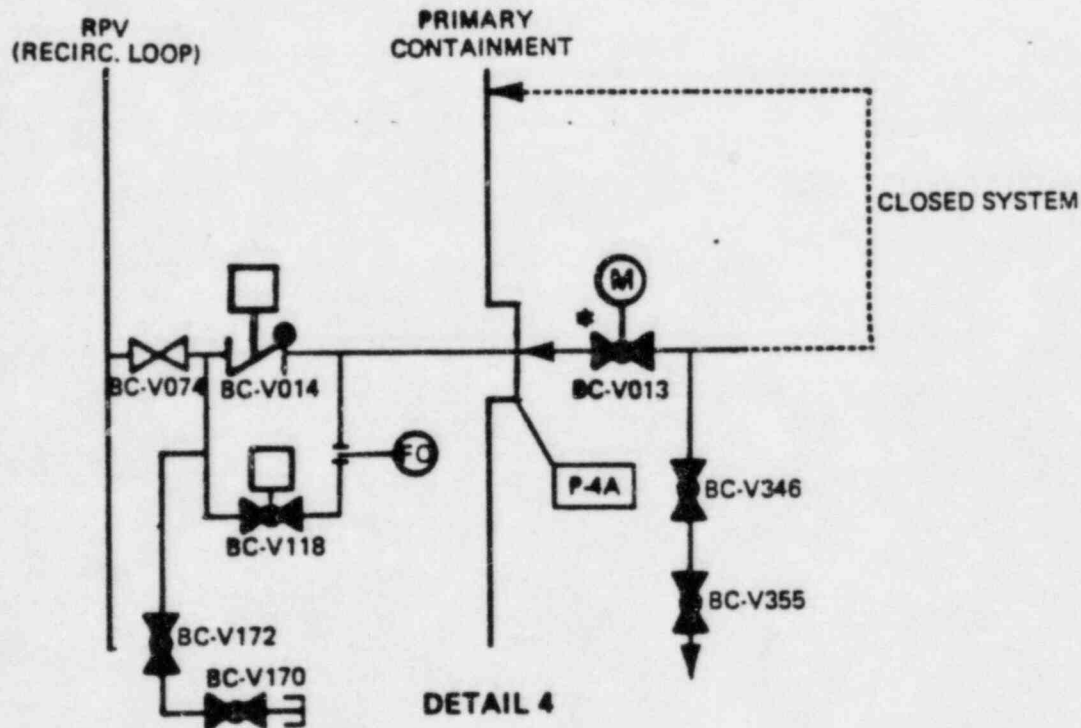 RPV
(RECIRC. LOOP)
PRIMARY
CONTAINMENT
CLOSED SYSTEM
M
*
BC-V074
BC-V014
BC-V013
FO
P-4A
BC-V346
BC-V118
BC-V355
BC-V172
BC-V170
DETAIL 4